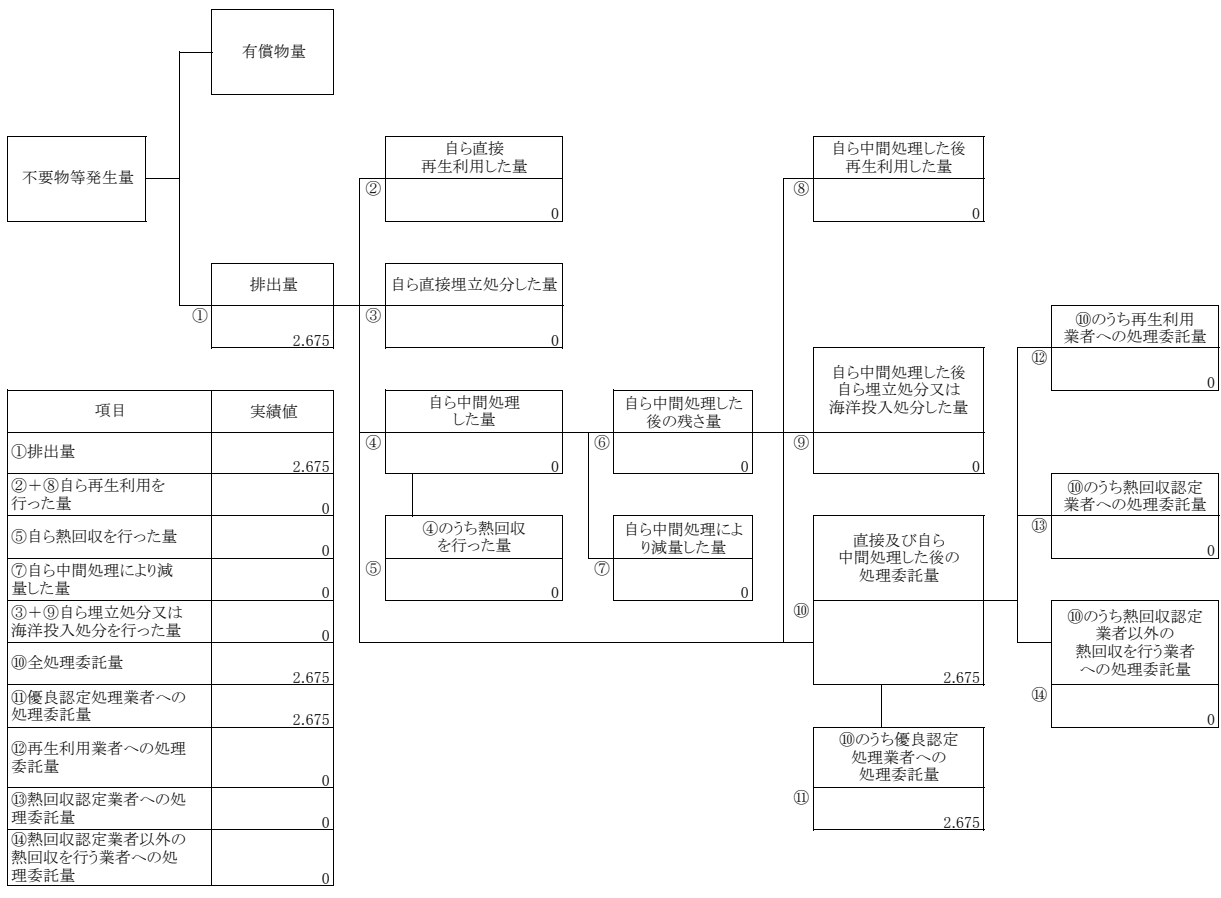 有償物量
不要物等発生量
排出量
①
2.675
自ら直接
再生利用した量
②
0
自ら直接埋立処分した量
③
0
自ら中間処理
した量
④
0
④のうち熱回収
を行った量
⑤
0
自ら中間処理した
後の残さ量
⑥
0
自ら中間処理によ
り減量した量
⑦
0
自ら中間処理した後
再生利用した量
⑧
0
自ら中間処理した後
自ら埋立処分又は
海洋投入処分した量
⑨
0
直接及び自ら
中間処理した後の
処理委託量
⑩
2.675
⑩のうち優良認定
処理業者への
処理委託量
⑪
2.675
⑩のうち再生利用
業者への処理委託量
⑫
0
⑩のうち熱回収認定
業者への処理委託量
⑬
0
⑩のうち熱回収認定
業者以外の
熱回収を行う業者
への処理委託量
⑭
0
項目 実績値
①排出量
2.675
②＋⑧自ら再生利用を
行った量
0
⑤自ら熱回収を行った量
0
⑦自ら中間処理により減
量した量
0
③＋⑨自ら埋立処分又は
海洋投入処分を行った量
0
⑩全処理委託量
2.675
⑪優良認定処理業者への
処理委託量
2.675
⑫再生利用業者への処理
委託量
0
⑬熱回収認定業者への処
理委託量
0
⑭熱回収認定業者以外の
熱回収を行う業者への処
理委託量
0